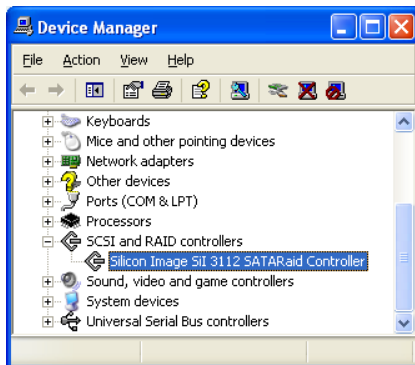 Device Manager
File Action View Help
Keyboards
Mice and other pointing devices
Network adapters
Other devices
Ports (COM & LPT)
Processors
SCSI and RAID controllers
Silicon Image SiI 3112 SATARaid Controller
Sound, video and game controllers
System devices
Universal Serial Bus controllers